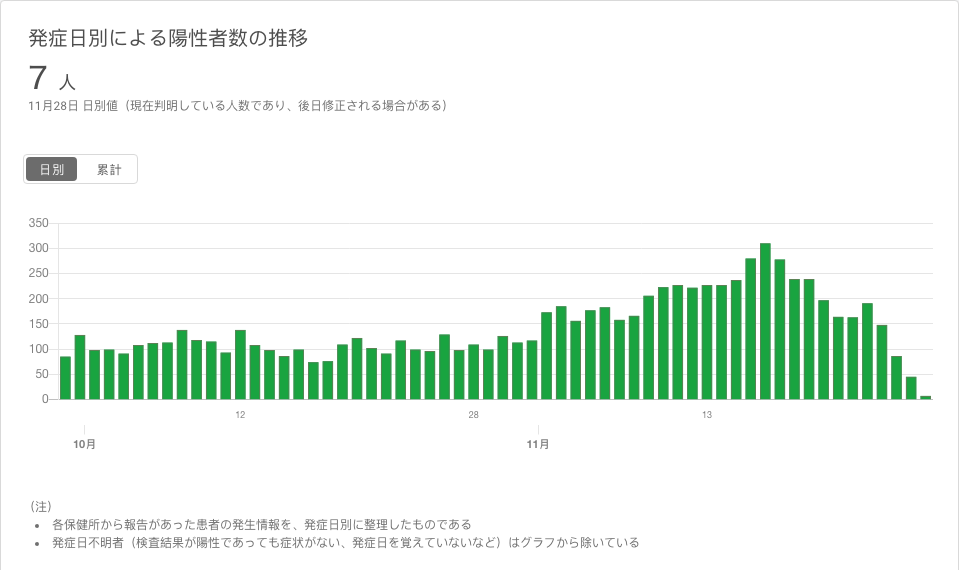 発症日別による陽性者数の推移
7 人
11月28日 日別値（現在判明している人数であり、後日修正される場合がある）
日別 累計
350
300
250
200
150
100
50
0
12 28 13
10月 11月
（注）
• 各保健所から報告があった患者の発生情報を、発症日別に整理したものである
• 発症日不明者（検査結果が陽性であっても症状がない、発症日を覚えていないなど）はグラフから除いている